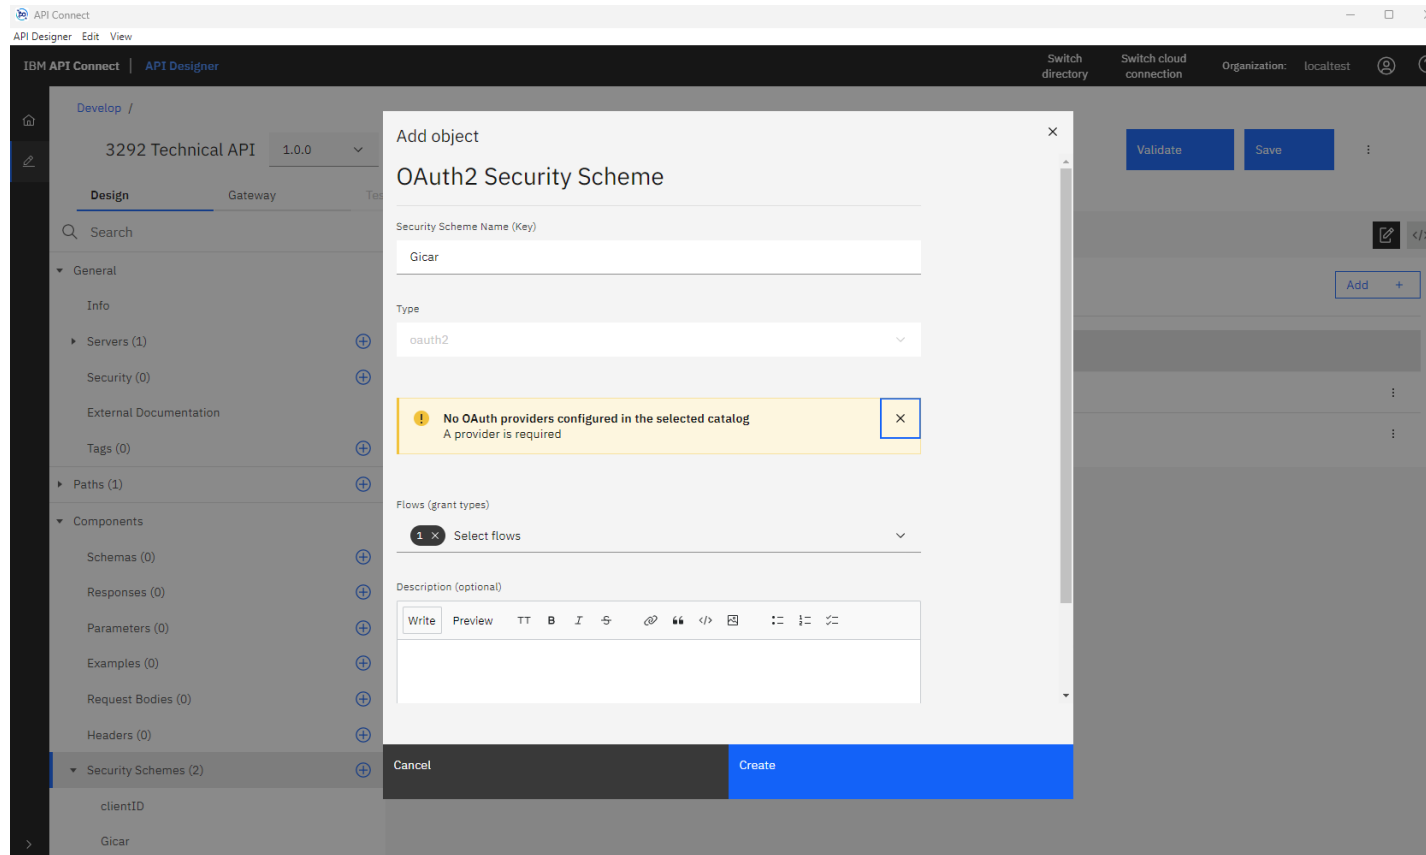 API Connect
API Designer Edit View
IBM API Connect | API Designer
Switch directory
Switch cloud connection
Organization: localtest
Develop /
3292 Technical API 1.0.0
Validate
Save
Design Gateway Tes
Search
General
Info
Servers (1)
Security (0)
External Documentation
Tags (0)
Paths (1)
Components
Schemas (0)
Responses (0)
Parameters (0)
Examples (0)
Request Bodies (0)
Headers (0)
Security Schemes (2)
clientID
Gicar
Add object
OAuth2 Security Scheme
Security Scheme Name (Key)
Gicar
Type
oauth2
No OAuth providers configured in the selected catalog
A provider is required
Flows (grant types)
1 × Select flows
Description (optional)
Write Preview TT B I S
Cancel
Create
Add +